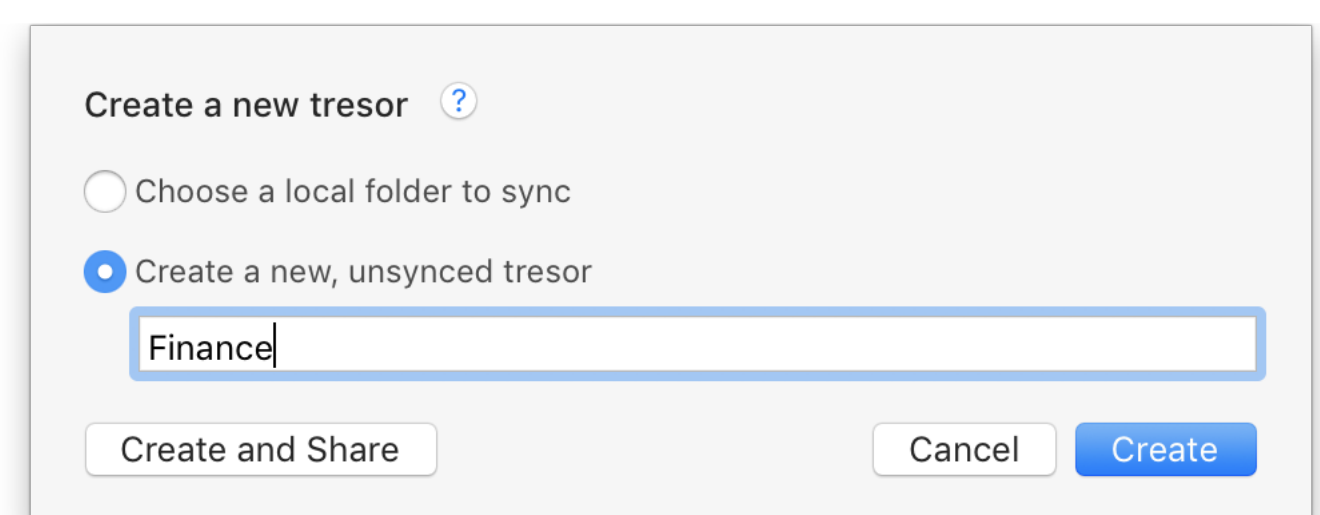 Create a new tresor ?
Choose a local folder to sync
Create a new, unsynced tresor
Finance
Create and Share Cancel Create